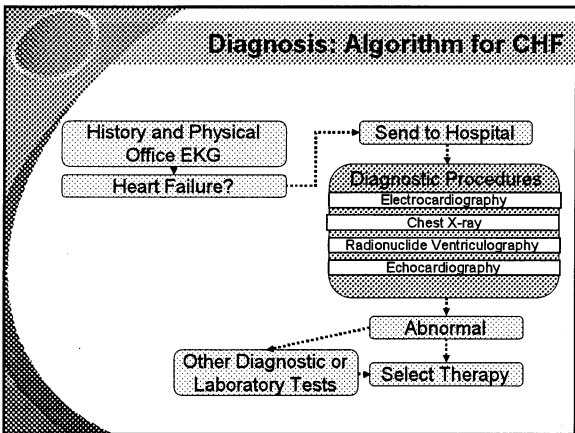 Diagnosis: Algorithm for CHF
History and Physical
Office EKG
Heart Failure?
Send to Hospital
Diagnostic Procedures
Electrocardiography
Chest X-ray
Radionuclide Ventriculography
Echocardiography
Abnormal
Other Diagnostic or
Laboratory Tests
Select Therapy